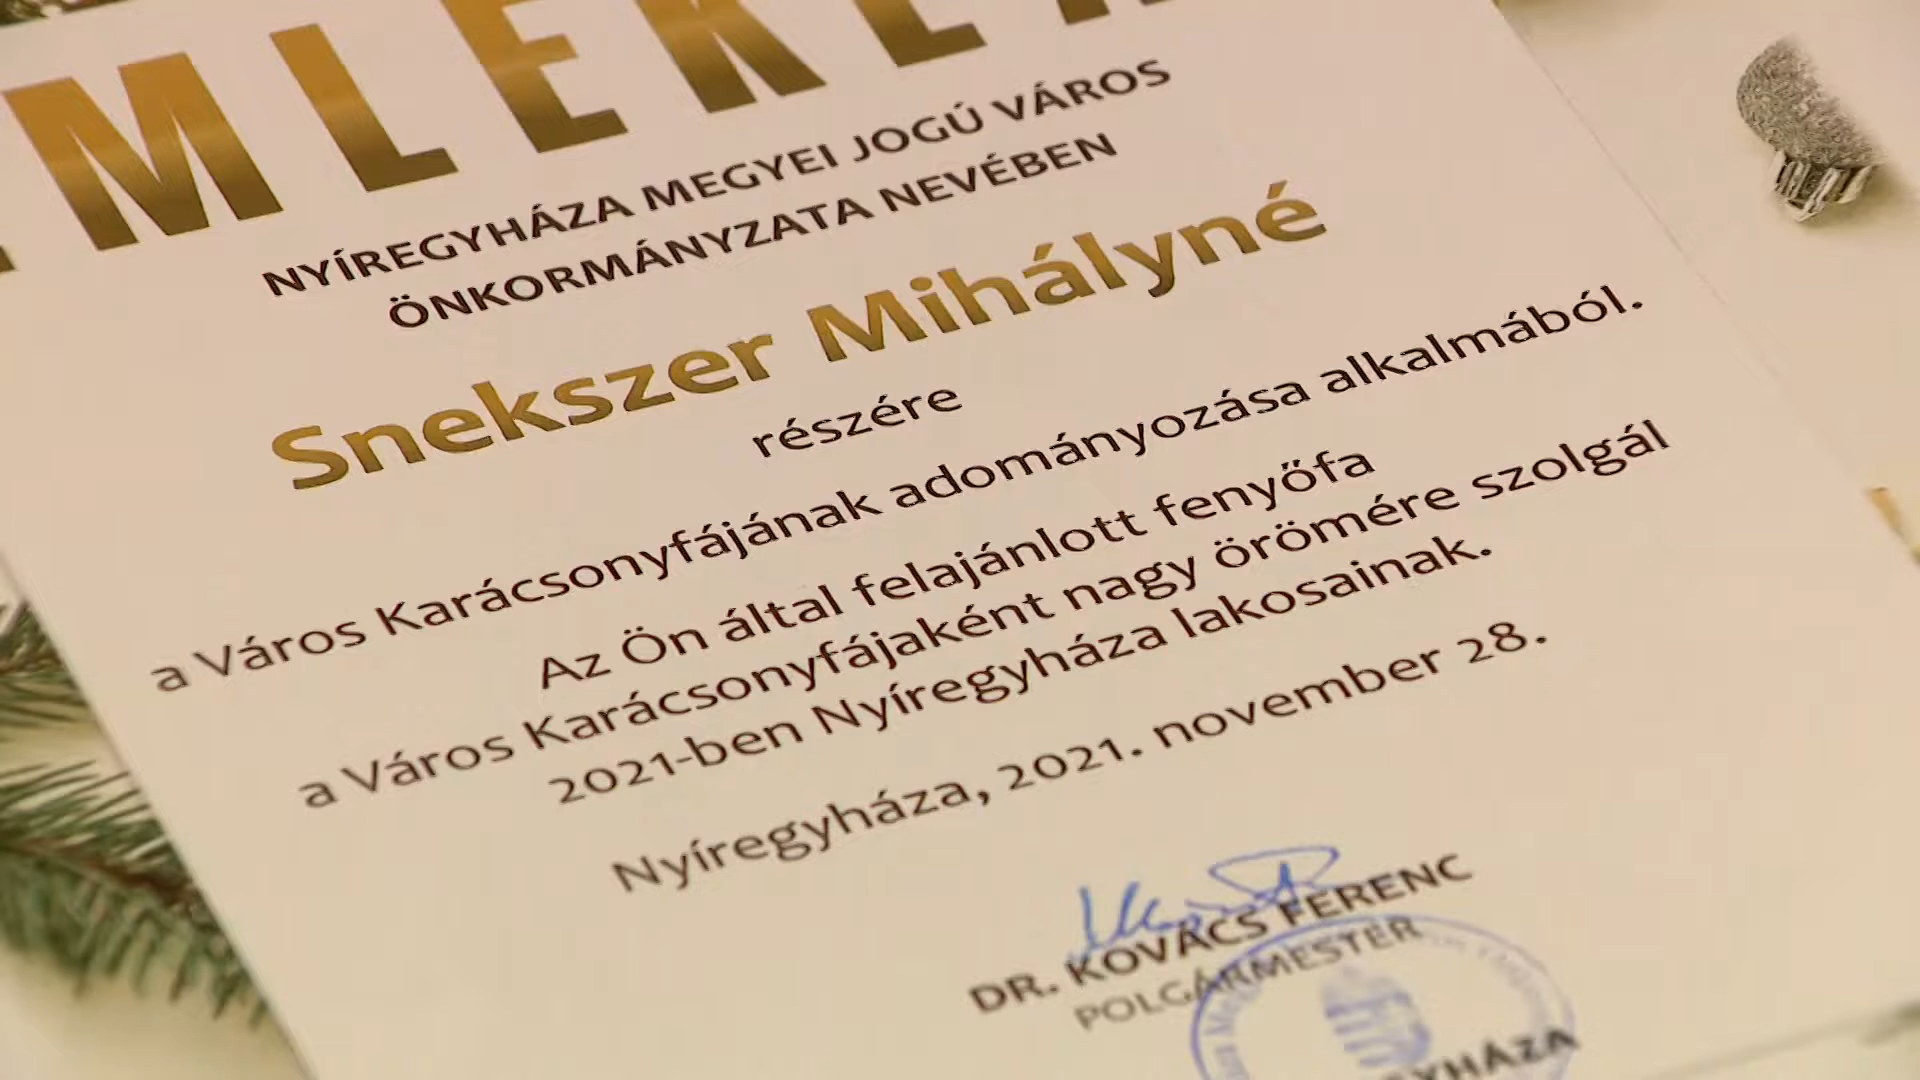 EMLÉKLAP
NYÍREGYHÁZA MEGYEI JOGÚ VÁROS
ÖNKORMÁNYZATA NEVÉBEN
Snekszer Mihályné
részére
a Város Karácsonyfájának adományozása alkalmából.
Az Ön által felajánlott fenyőfa
a Város Karácsonyfájaként nagy örömére szolgál
2021-ben Nyíregyháza lakosainak.
Nyíregyháza, 2021. november 28.
DR. KOVÁCS FERENC
POLGÁRMESTER